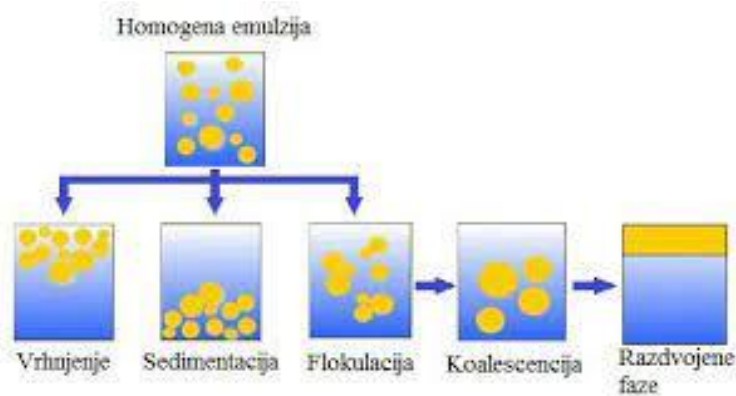 Homogena emulzija
Vrhnjenje
Sedimentacija
Flokulacija
Koalescencija
Razdvojene
faze